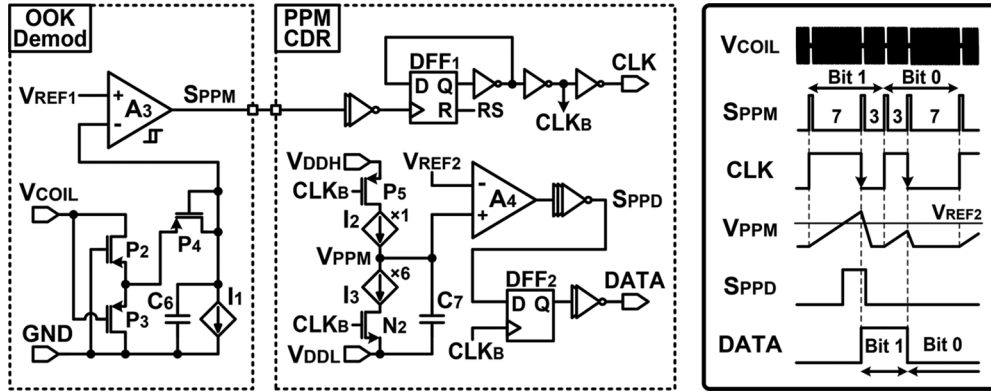 OOK
Demod
VREF1
+
-
A3
SPPM
VCOIL
P2
P3
P4
C6
I1
GND
PPM
CDR
DFF1
D Q
R
RS
CLK
CLKB
VDDH
CLKB
P5
I2
×1
VPPM
×6
I3
CLKB
N2
VDDL
C7
VREF2
-
+
A4
SPPD
DFF2
D Q
CLKB
DATA
VCOIL
Bit 1 Bit 0
SPPM
7 3 3 7
CLK
VPPM
VREF2
SPPD
DATA
Bit 1 Bit 0